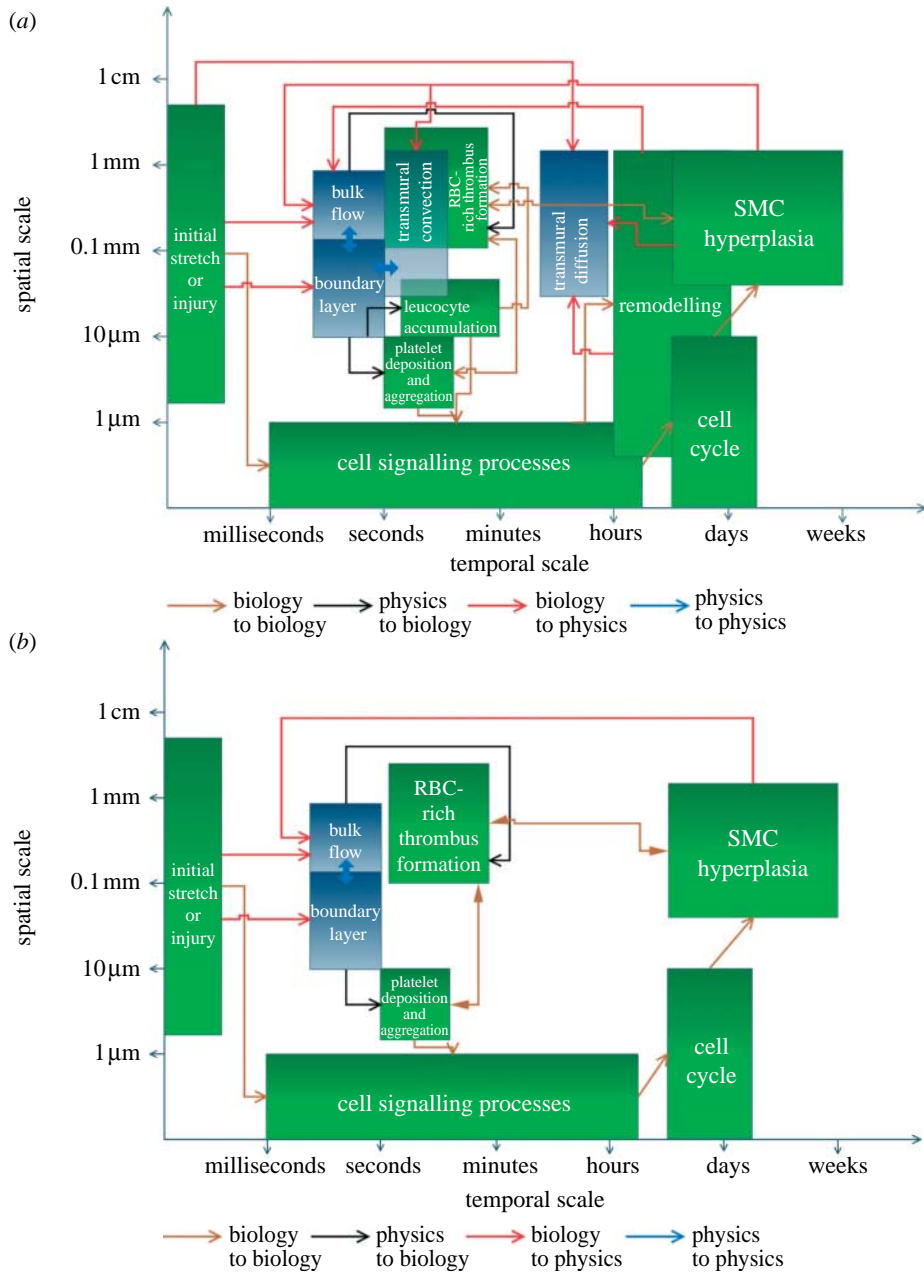 (a)
1 cm
1 mm
0.1 mm
10 µm
1 µm
spatial scale
initial
stretch
or
injury
bulk
flow
boundary
layer
transmural
convection
RBC-
rich thrombus
formation
leucocyte
accumulation
platelet
deposition
and
aggregation
transmural
diffusion
remodelling
SMC
hyperplasia
cell
cycle
cell signalling processes
milliseconds
seconds
minutes
hours
days
weeks
temporal scale
biology
to biology
physics
to biology
biology
to physics
physics
to physics
(b)
1 cm
1 mm
0.1 mm
10 µm
1 µm
spatial scale
initial
stretch
or
injury
bulk
flow
boundary
layer
RBC-
rich
thrombus
formation
platelet
deposition
and
aggregation
SMC
hyperplasia
cell
cycle
cell signalling processes
milliseconds
seconds
minutes
hours
days
weeks
temporal scale
biology
to biology
physics
to biology
biology
to physics
physics
to physics